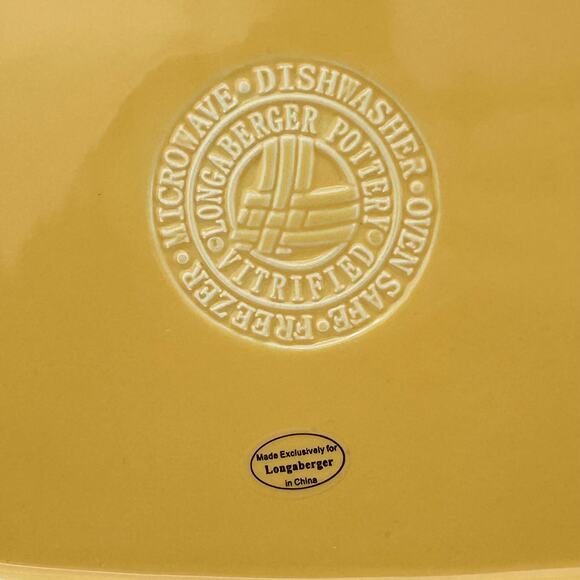 MICROWAVE • DISHWASHER • OVEN SAFE • FREEZER •
• LONGABERGER POTTERY •
VITRIFIED
Made Exclusively for
Longaberger
in China